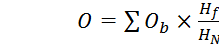 O = ∑ O_b × H_f / H_N